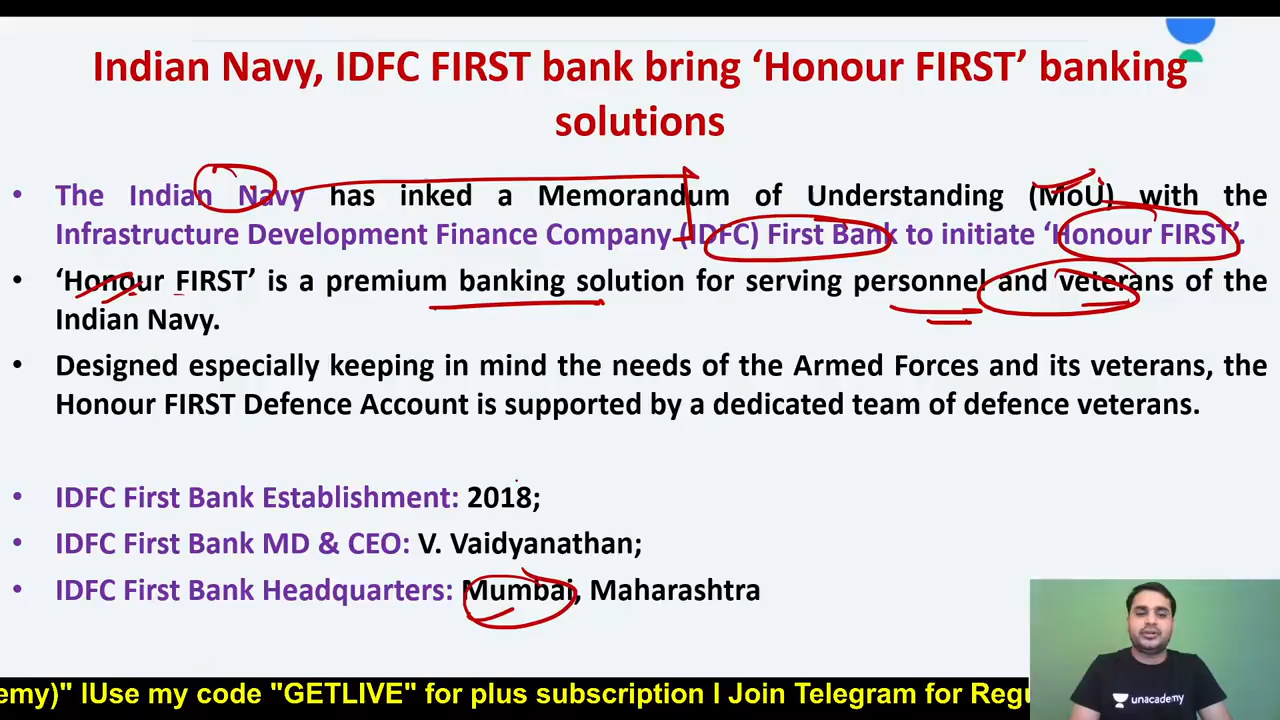 Indian Navy, IDFC FIRST bank bring ‘Honour FIRST’ banking
solutions
• The Indian Navy has inked a Memorandum of Understanding (MoU) with the
Infrastructure Development Finance Company (IDFC) First Bank to initiate ‘Honour FIRST’.
• ‘Honour FIRST’ is a premium banking solution for serving personnel and veterans of the
Indian Navy.
• Designed especially keeping in mind the needs of the Armed Forces and its veterans, the
Honour FIRST Defence Account is supported by a dedicated team of defence veterans.
• IDFC First Bank Establishment: 2018;
• IDFC First Bank MD & CEO: V. Vaidyanathan;
• IDFC First Bank Headquarters: Mumbai, Maharashtra
unacademy
emy)" lUse my code "GETLIVE" for plus subscription l Join Telegram for Regu